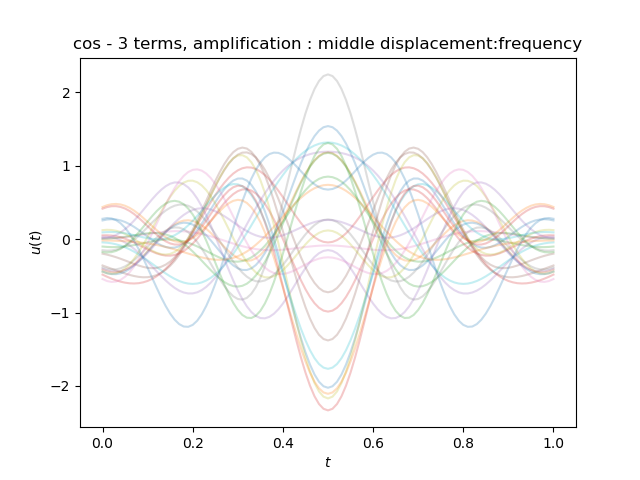 cos - 3 terms, amplification : middle displacement:frequency
2
1
0
−1
−2
u(t)
0.0 0.2 0.4 0.6 0.8 1.0
t